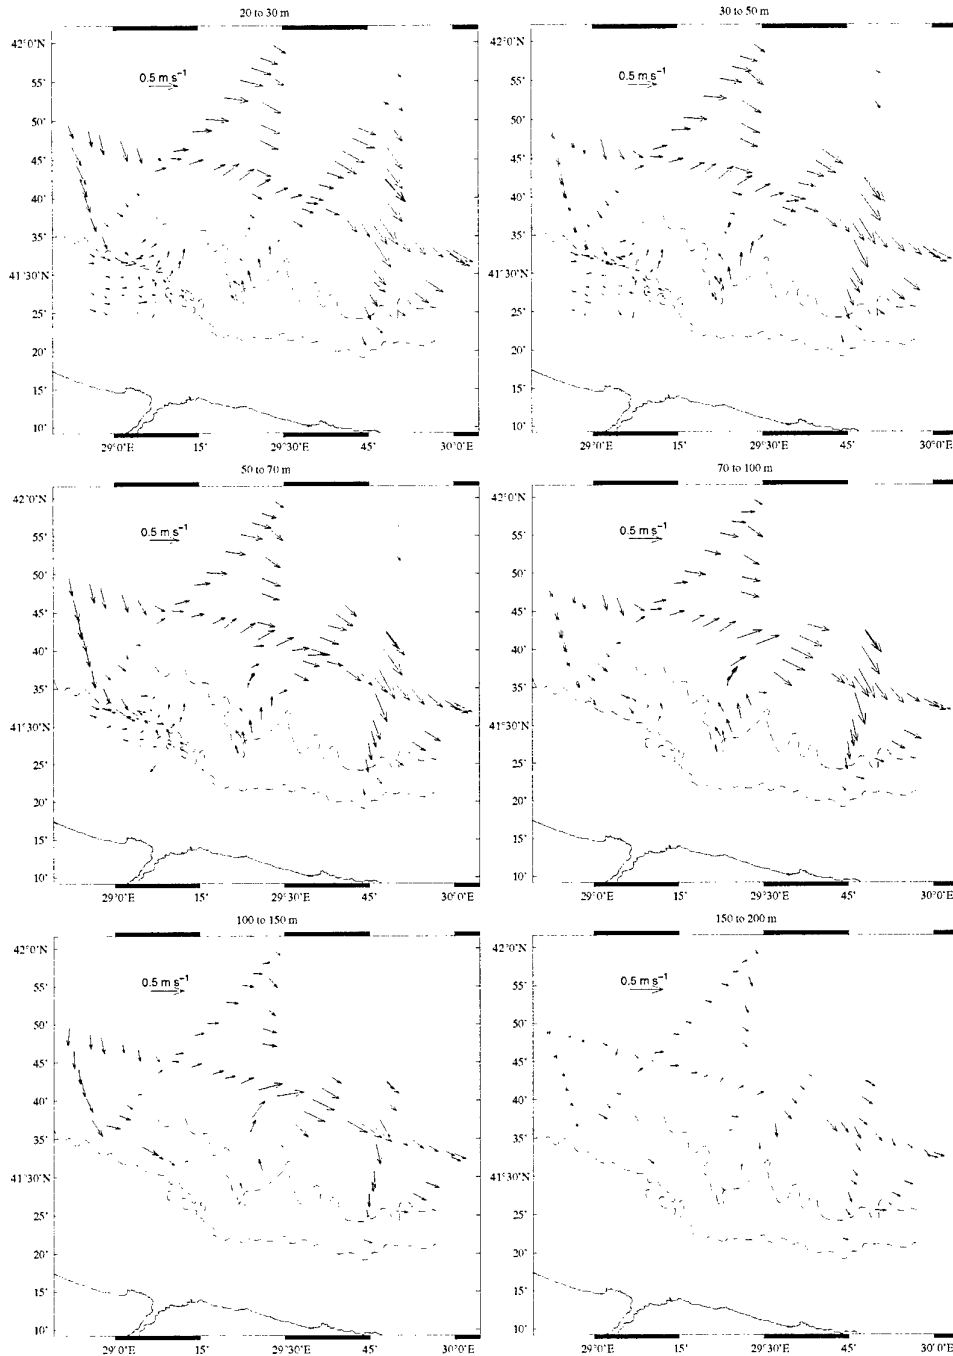 20 to 30 m
30 to 50 m
42°0'N
55'
50'
45'
40'
35'
41°30'N
25'
20'
15'
10'
0.5 m s⁻¹
29°0'E
15'
29°30'E
45'
30°0'E
42°0'N
55'
50'
45'
40'
35'
41°30'N
25'
20'
15'
10'
0.5 m s⁻¹
29°0'E
15'
29°30'E
45'
30°0'E
50 to 70 m
70 to 100 m
42°0'N
55'
50'
45'
40'
35'
41°30'N
25'
20'
15'
10'
0.5 m s⁻¹
29°0'E
15'
29°30'E
45'
30°0'E
42°0'N
55'
50'
45'
40'
35'
41°30'N
25'
20'
15'
10'
0.5 m s⁻¹
29°0'E
15'
29°30'E
45'
30°0'E
100 to 150 m
150 to 200 m
42°0'N
55'
50'
45'
40'
35'
41°30'N
25'
20'
15'
10'
0.5 m s⁻¹
29°0'E
15'
29°30'E
45'
30°0'E
42°0'N
55'
50'
45'
40'
35'
41°30'N
25'
20'
15'
10'
0.5 m s⁻¹
29°0'E
15'
29°30'E
45'
30°0'E